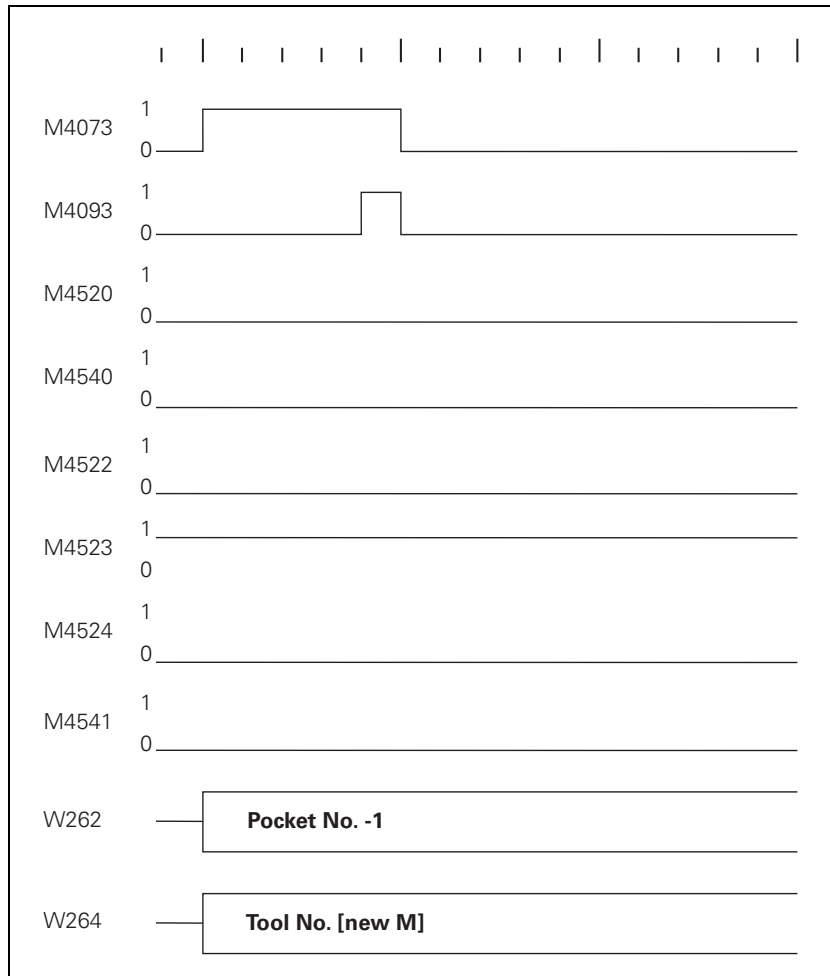 M4073 1
0
M4093 1
0
M4520 1
0
M4540 1
0
M4522 1
0
M4523 1
0
M4524 1
0
M4541 1
0
W262 Pocket No. -1
W264 Tool No. [new M]